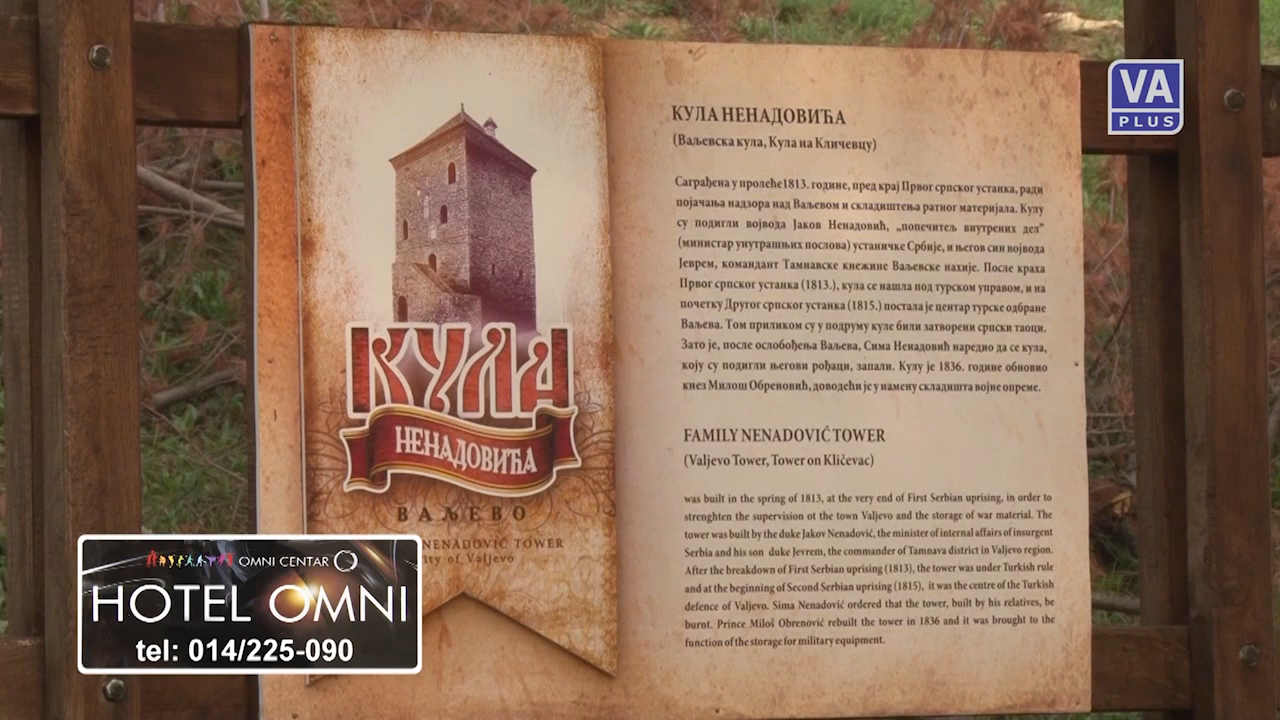 КУЛА НЕНАДОВИЋА
(Ваљевска кула, Кула на Кличевцу)
Саграђена у пролеће1813. године, пред крај Првог српског устанка, ради
појачања надзора над Ваљевом и складиштења ратног материјала. Кулу
су подигли војвода Јаков Ненадовић, „попечитељ внутрених дел”
(министар унутрашњих послова) устаничке Србије, и његов син војвода
Јеврем, командант Тамнавске кнежине Ваљевске нахије. После краха
Првог српског устанка (1813.), кула се нашла под турском управом, и на
почетку Другог српског устанка (1815.) постала је центар турске одбране
Ваљева. Том приликом су у подруму куле били затворени српски таоци.
Зато је, после ослобођења Ваљева, Сима Ненадовић наредио да се кула,
коју су подигли његови рођаци, запали. Кулу је 1836. године обновио
кнез Милош Обреновић, доводећи је у намену складишта војне опреме.
FAMILY NENADOVIĆ TOWER
(Valjevo Tower, Tower on Kličevac)
was built in the spring of 1813, at the very end of First Serbian uprising, in order to
strenghten the supervision ot the town Valjevo and the storage of war material. The
tower was built by the duke Jakov Nenadović, the minister of internal affairs of insurgent
Serbia and his son duke Jevrem, the commander of Tamnava district in Valjevo region.
After the breakdown of First Serbian uprising (1813), the tower was under Turkish rule
and at the beginning of Second Serbian uprising (1815), it was the centre of the Turkish
defence of Valjevo. Sima Nenadović ordered that the tower, built by his relatives, be
burnt. Prince Miloš Obrenović rebuilt the tower in 1836 and it was brought to the
function of the storage for military equipment.
КУЛА
НЕНАДОВИЋА
ВАЉЕВО
NENADOVIĆ TOWER
of Valjevo
OMNI CENTAR
HOTEL OMNI
tel: 014/225-090
VA
PLUS